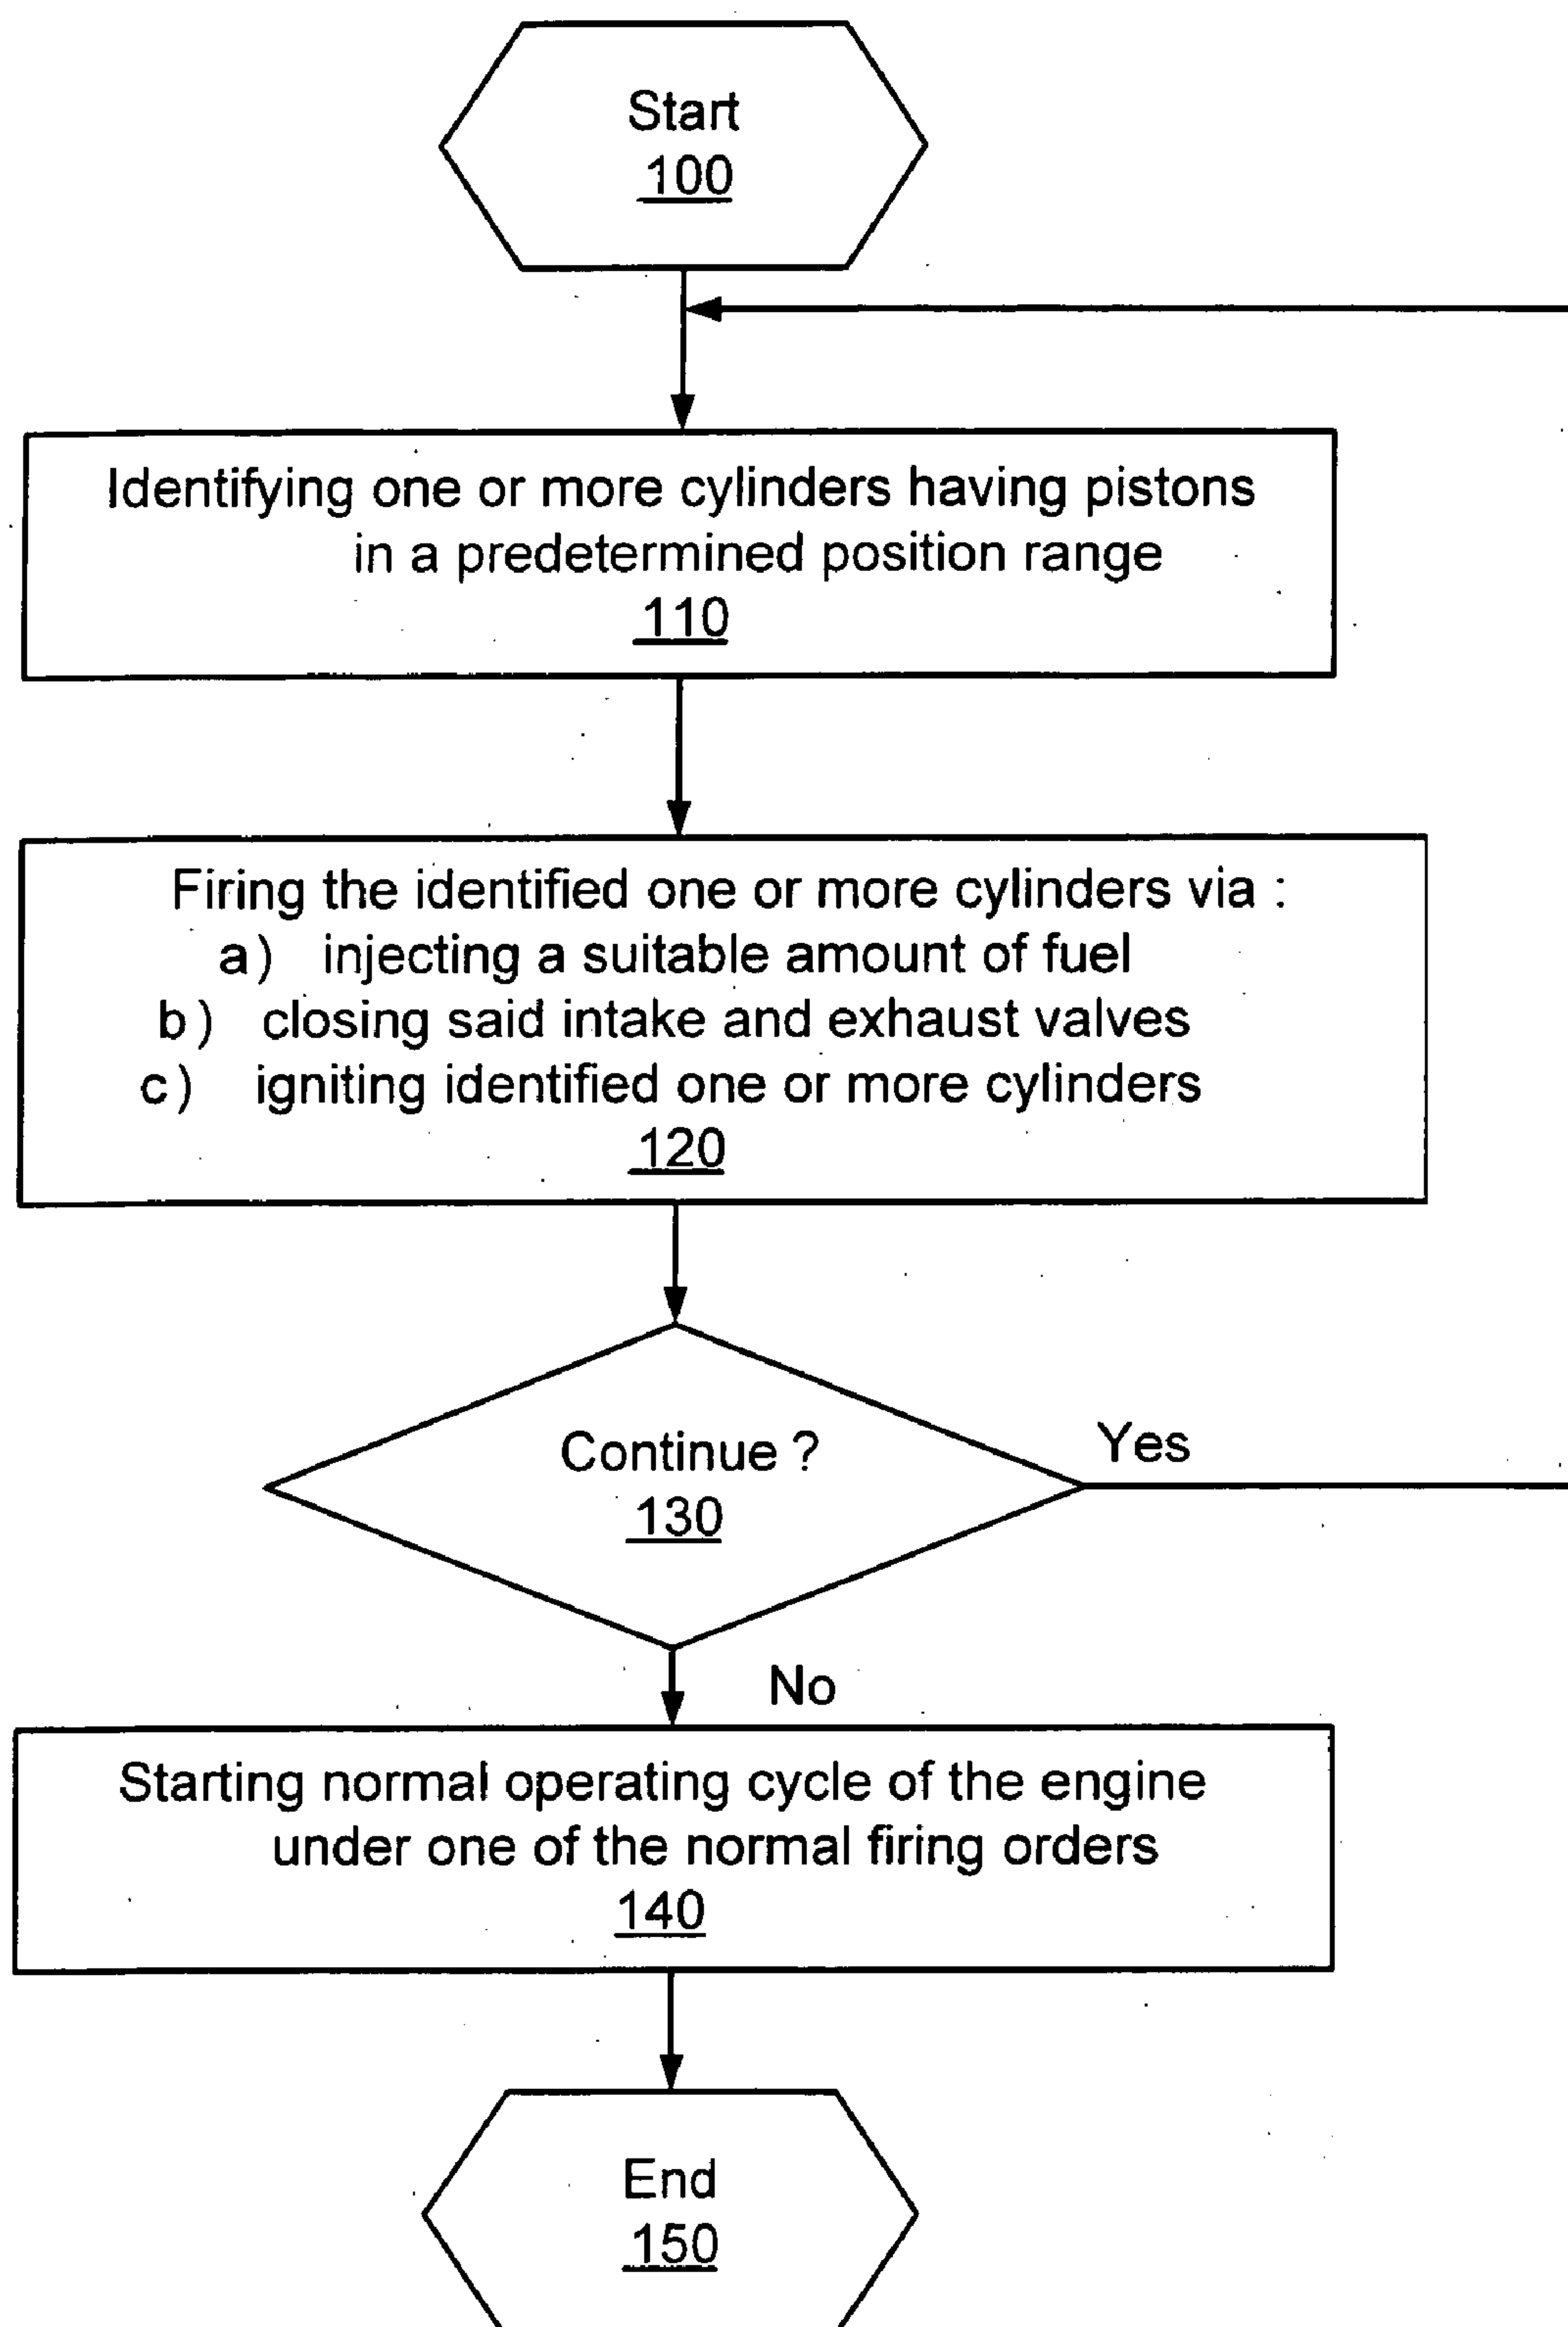 Start
100
Identifying one or more cylinders having pistons
in a predetermined position range
110
Firing the identified one or more cylinders via :
a) injecting a suitable amount of fuel
b) closing said intake and exhaust valves
c) igniting identified one or more cylinders
120
Continue ?
130
Yes
No
Starting normal operating cycle of the engine
under one of the normal firing orders
140
End
150